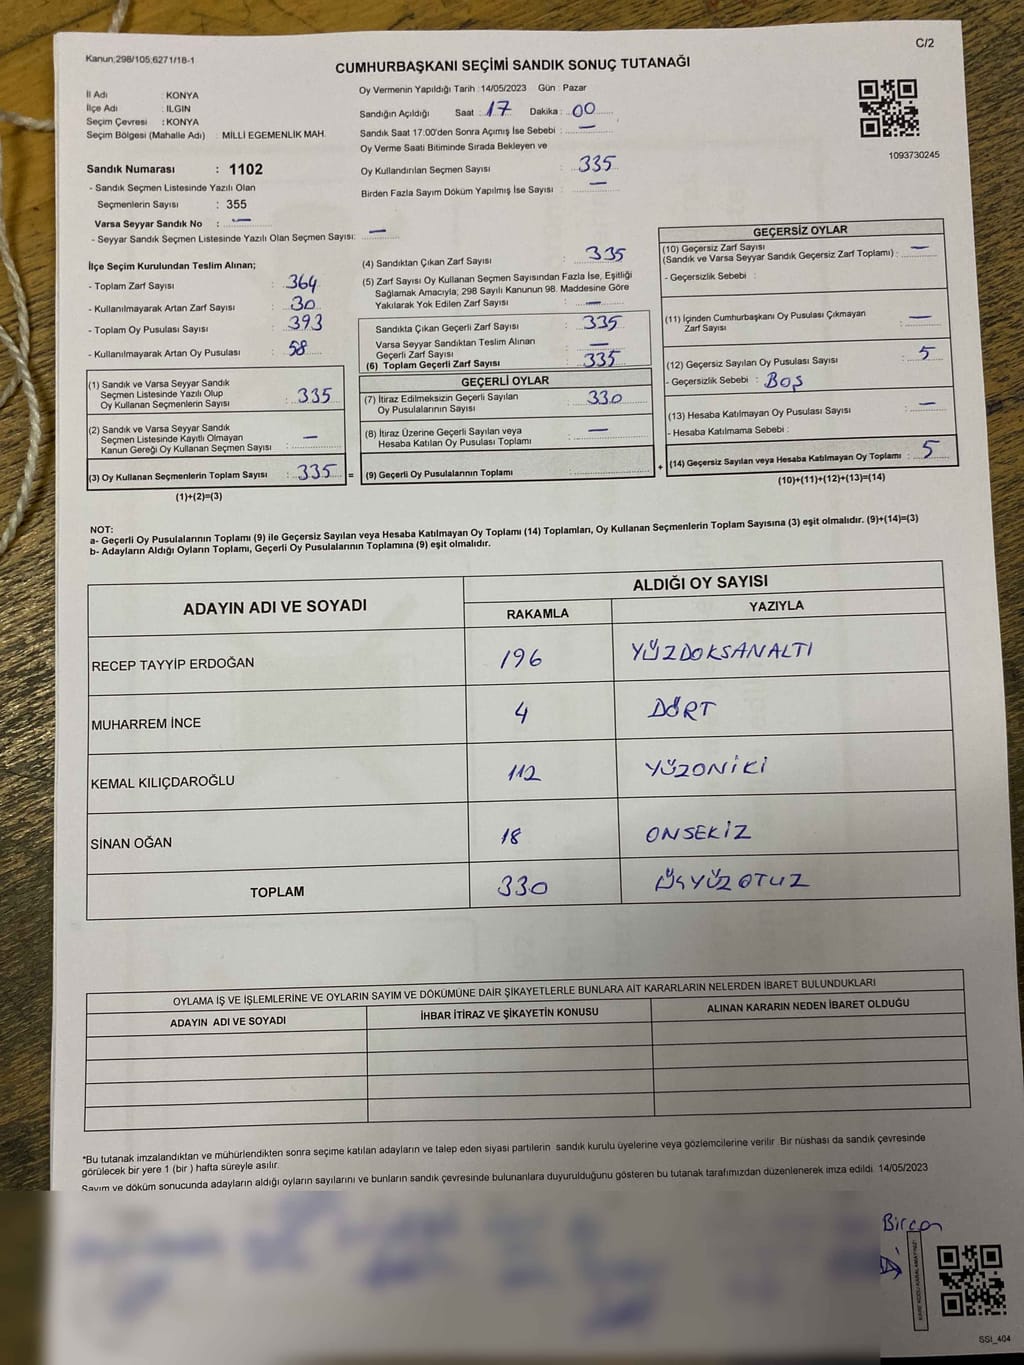 Kanun;298/105,6271/18-1
C/2
CUMHURBAŞKANI SEÇİMİ SANDIK SONUÇ TUTANAĞI
İl Adı : KONYA
İlçe Adı : ILGIN
Seçim Çevresi : KONYA
Seçim Bölgesi (Mahalle Adı) : MİLLİ EGEMENLİK MAH.
Oy Vermenin Yapıldığı Tarih :14/05/2023 Gün : Pazar
Sandığın Açıldığı Saat : 17 Dakika : 00
Sandık Saat 17:00'den Sonra Açımış İse Sebebi : —
Oy Verme Saati Bitiminde Sırada Bekleyen ve
Oy Kullandırılan Seçmen Sayısı : 335
Birden Fazla Sayım Döküm Yapılmış İse Sayısı : —
1093730245
Sandık Numarası : 1102
- Sandık Seçmen Listesinde Yazılı Olan
Seçmenlerin Sayısı : 355
Varsa Seyyar Sandık No : —
- Seyyar Sandık Seçmen Listesinde Yazılı Olan Seçmen Sayısı: —
İlçe Seçim Kurulundan Teslim Alınan;
- Toplam Zarf Sayısı : 364
- Kullanılmayarak Artan Zarf Sayısı : 30
- Toplam Oy Pusulası Sayısı : 393
- Kullanılmayarak Artan Oy Pusulası : 58
(1) Sandık ve Varsa Seyyar Sandık
Seçmen Listesinde Yazılı Olup
Oy Kullanan Seçmenlerin Sayısı : 335
(2) Sandık ve Varsa Seyyar Sandık
Seçmen Listesinde Kayıtlı Olmayan
Kanun Gereği Oy Kullanan Seçmen Sayısı : —
(3) Oy Kullanan Seçmenlerin Toplam Sayısı : 335 =
(1)+(2)=(3)
(4) Sandıktan Çıkan Zarf Sayısı : 335
(5) Zarf Sayısı Oy Kullanan Seçmen Sayısından Fazla İse, Eşitliği
Sağlamak Amacıyla; 298 Sayılı Kanunun 98. Maddesine Göre
Yakılarak Yok Edilen Zarf Sayısı : —
Sandıkta Çıkan Geçerli Zarf Sayısı : 335
Varsa Seyyar Sandıktan Teslim Alınan
Geçerli Zarf Sayısı : —
(6) Toplam Geçerli Zarf Sayısı : 335
GEÇERLİ OYLAR
(7) İtiraz Edilmeksizin Geçerli Sayılan
Oy Pusulalarının Sayısı : 330
(8) İtiraz Üzerine Geçerli Sayılan veya
Hesaba Katılan Oy Pusulası Toplamı : —
(9) Geçerli Oy Pusulalarının Toplamı : +
GEÇERSİZ OYLAR
(10) Geçersiz Zarf Sayısı
(Sandık ve Varsa Seyyar Sandık Geçersiz Zarf Toplamı) : —
- Geçersizlik Sebebi :
(11) İçinden Cumhurbaşkanı Oy Pusulası Çıkmayan
Zarf Sayısı : —
(12) Geçersiz Sayılan Oy Pusulası Sayısı : 5
- Geçersizlik Sebebi : Boş
(13) Hesaba Katılmayan Oy Pusulası Sayısı : —
- Hesaba Katılmama Sebebi :
(14) Geçersiz Sayılan veya Hesaba Katılmayan Oy Toplamı : 5
(10)+(11)+(12)+(13)=(14)
NOT:
a- Geçerli Oy Pusulalarının Toplamı (9) ile Geçersiz Sayılan veya Hesaba Katılmayan Oy Toplamı (14) Toplamları, Oy Kullanan Seçmenlerin Toplam Sayısına (3) eşit olmalıdır. (9)+(14)=(3)
b- Adayların Aldığı Oyların Toplamı, Geçerli Oy Pusulalarının Toplamına (9) eşit olmalıdır.
ADAYIN ADI VE SOYADI
ALDIĞI OY SAYISI
RAKAMLA YAZIYLA
RECEP TAYYİP ERDOĞAN 196 YÜZDOKSANALTI
MUHARREM İNCE 4 DÖRT
KEMAL KILIÇDAROĞLU 112 YÜZONİKİ
SİNAN OĞAN 18 ONSEKİZ
TOPLAM 330 ÜÇYÜZOTUZ
OYLAMA İŞ VE İŞLEMLERİNE VE OYLARIN SAYIM VE DÖKÜMÜNE DAİR ŞİKAYETLERLE BUNLARA AİT KARARLARIN NELERDEN İBARET BULUNDUKLARI
ADAYIN ADI VE SOYADI İHBAR İTİRAZ VE ŞİKAYETİN KONUSU ALINAN KARARIN NEDEN İBARET OLDUĞU
*Bu tutanak imzalandıktan ve mühürlendikten sonra seçime katılan adayların ve talep eden siyasi partilerin sandık kurulu üyelerine veya gözlemcilerine verilir. Bir nüshası da sandık çevresinde
görülecek bir yere 1 (bir ) hafta süreyle asılır.
Sayım ve döküm sonucunda adayların aldığı oyların sayılarını ve bunların sandık çevresinde bulunanlara duyurulduğunu gösteren bu tutanak tarafımızdan düzenlenerek imza edildi. 14/05/2023
Bircan
KARE KODU KARALAMAYINIZ!
SSI_404